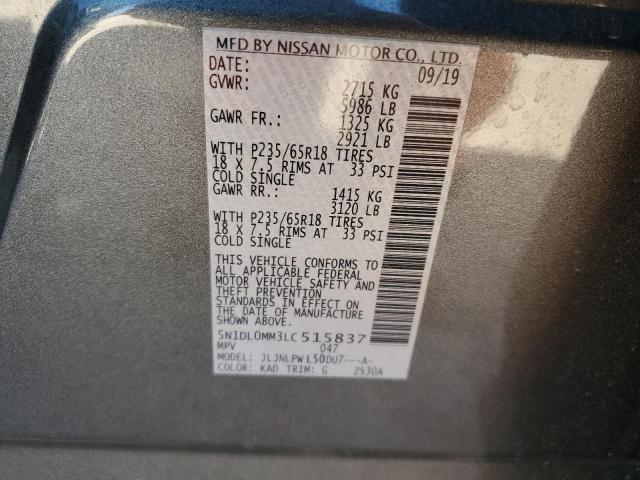 MFD BY NISSAN MOTOR CO., LTD.
DATE: 09/19
GVWR: 2715 KG
5986 LB
GAWR FR.: 1325 KG
2921 LB
WITH P235/65R18 TIRES
18 X 7.5 RIMS AT 33 PSI
COLD SINGLE
GAWR RR.: 1415 KG
3120 LB
WITH P235/65R18 TIRES
18 X 7.5 RIMS AT 33 PSI
COLD SINGLE
THIS VEHICLE CONFORMS TO
ALL APPLICABLE FEDERAL
MOTOR VEHICLE SAFETY AND
THEFT PREVENTION
STANDARDS IN EFFECT ON
THE DATE OF MANUFACTURE
SHOWN ABOVE.
5N1DL0MM3LC515837
MPV 047
MODEL: JLJNLPWL50DU7---A-
COLOR: KAD TRIM: G ZS30A